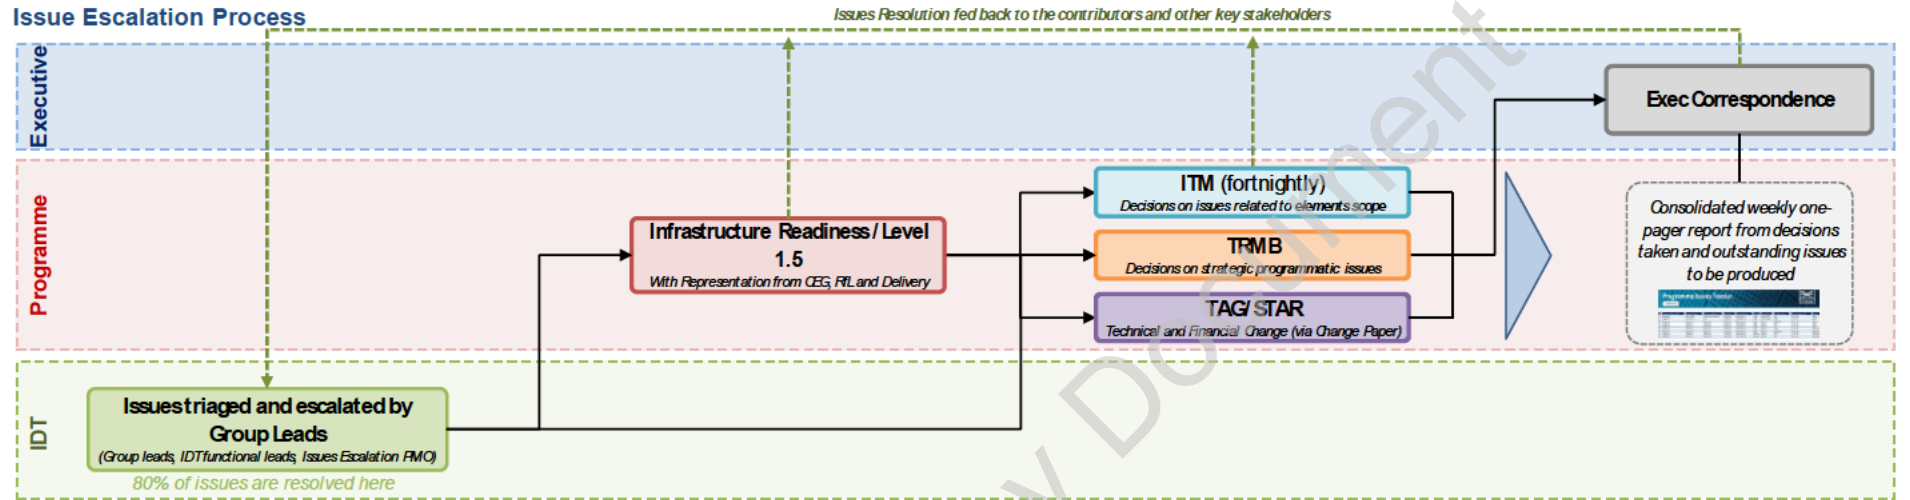 Issue Escalation Process
Issues Resolution fed back to the contributors and other key stakeholders
Executive
Exec Correspondence
Programme
ITM (fortnightly)
Decisions on issues related to elements scope
Infrastructure Readiness / Level
1.5
With Representation from CEG, RfL and Delivery
TRMB
Decisions on strategic programmatic issues
TAG/ STAR
Technical and Financial Change (via Change Paper)
Consolidated weekly one-
pager report from decisions
taken and outstanding issues
to be produced
IDT
Issues triaged and escalated by
Group Leads
(Group leads, IDT functional leads, Issues Escalation PMO)
80% of issues are resolved here
y Document